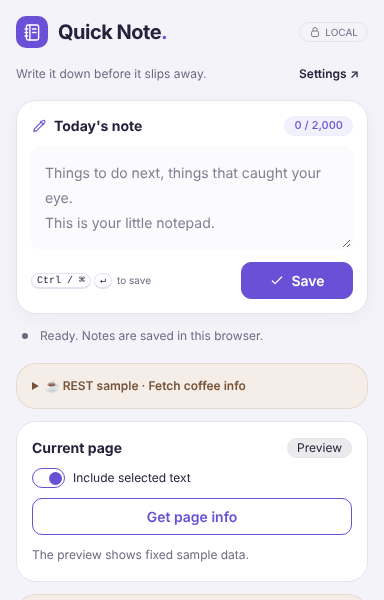 Quick Note.
LOCAL
Write it down before it slips away.
Settings ↗
Today's note
0 / 2,000
Things to do next, things that caught your
eye.
This is your little notepad.
Ctrl / ⌘ ↵ to save
Save
Ready. Notes are saved in this browser.
☕ REST sample · Fetch coffee info
Current page
Preview
Include selected text
Get page info
The preview shows fixed sample data.